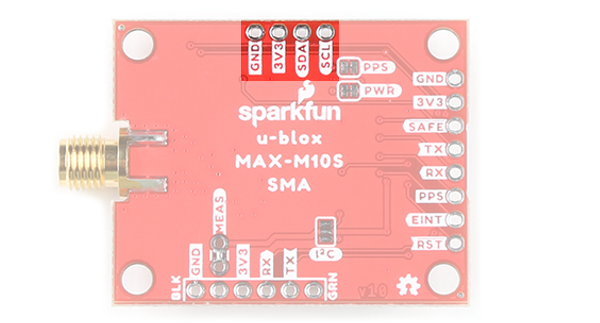 GND
3V3
SDA
SCL
PPS
PWR
sparkfun
u-blox
MAX-M10S
SMA
GND
3V3
SAFE
TX
RX
PPS
EINT
RST
MEAS
I²C
BLK
GND
3V3
RX
TX
GRN
v10